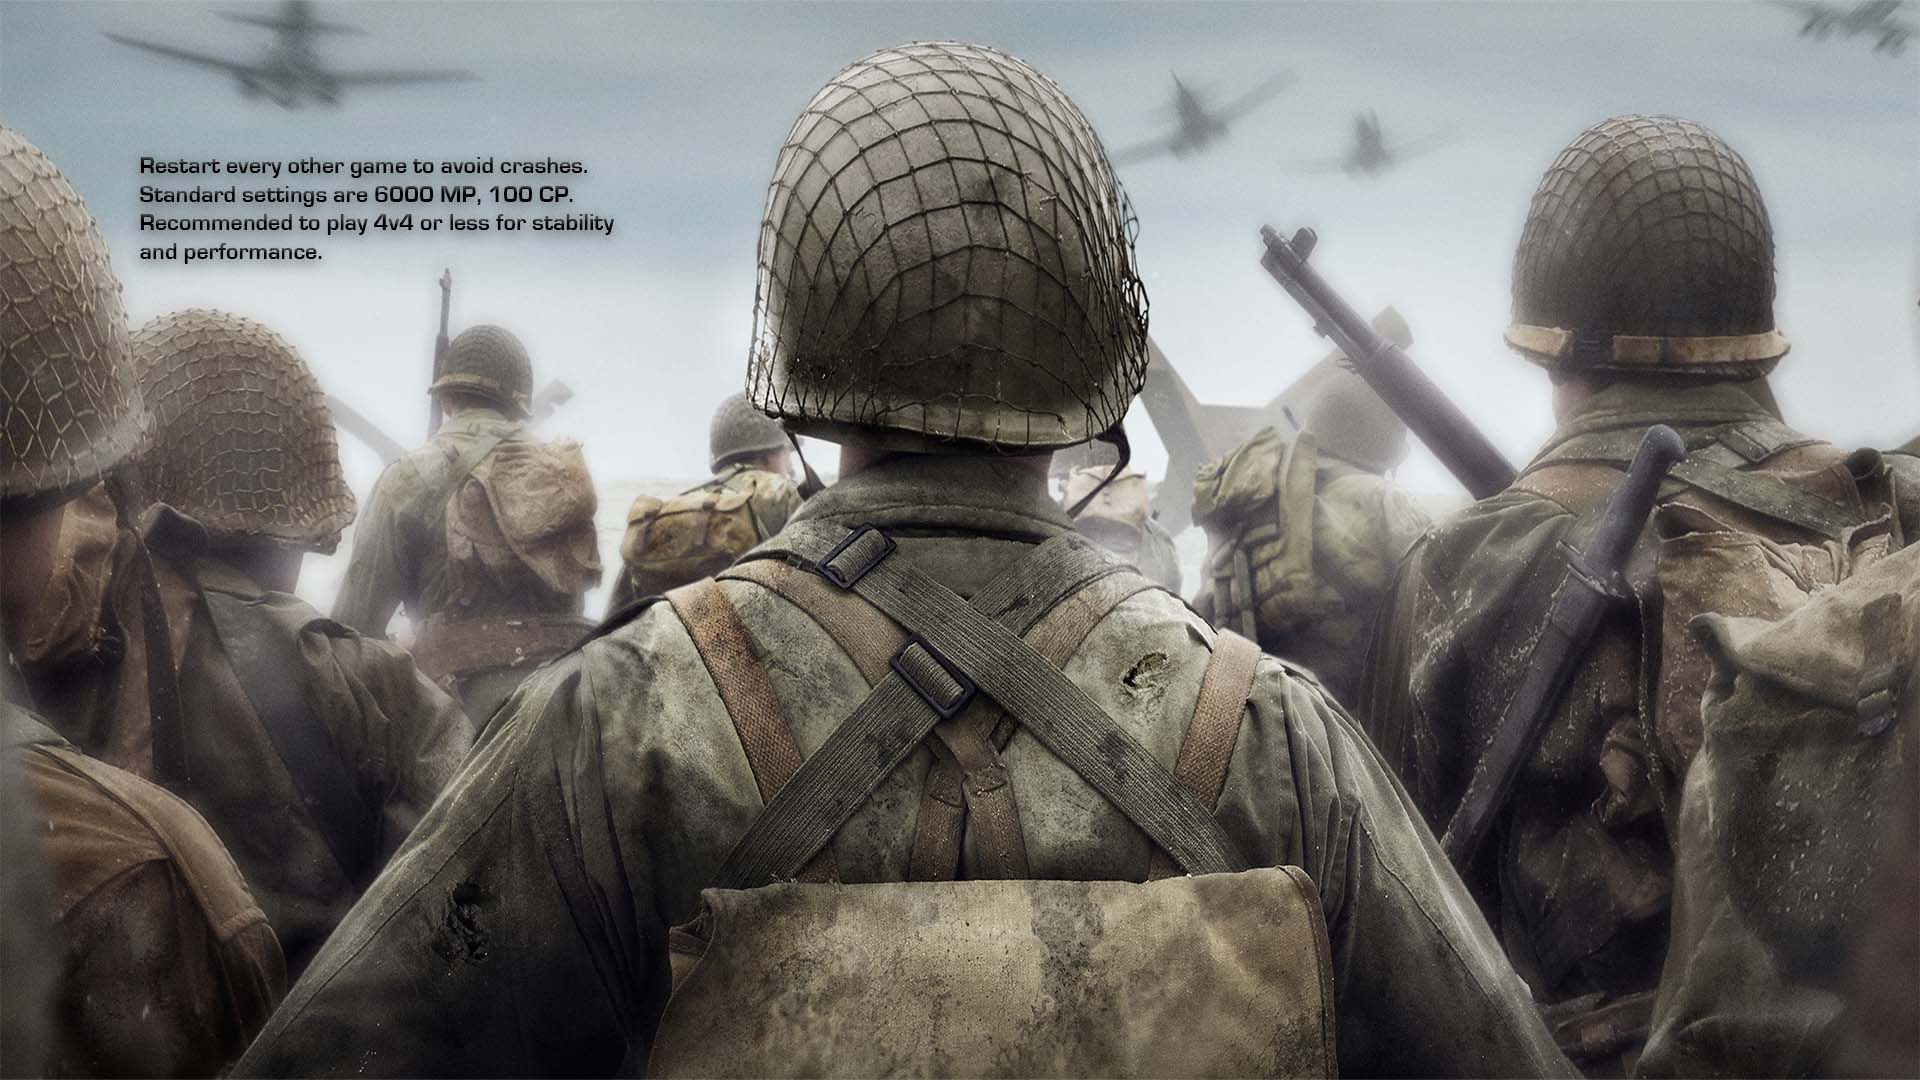 Restart every other game to avoid crashes.
Standard settings are 6000 MP, 100 CP.
Recommended to play 4v4 or less for stability
and performance.